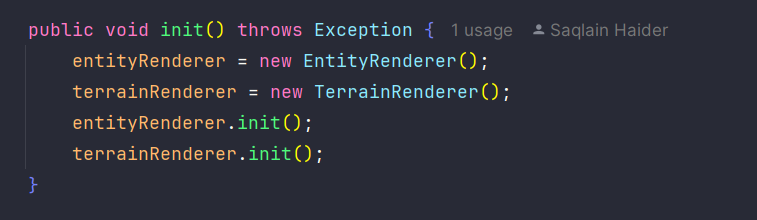 public void init() throws Exception { 1 usage Saqlain Haider
entityRenderer = new EntityRenderer();
terrainRenderer = new TerrainRenderer();
entityRenderer.init();
terrainRenderer.init();
}